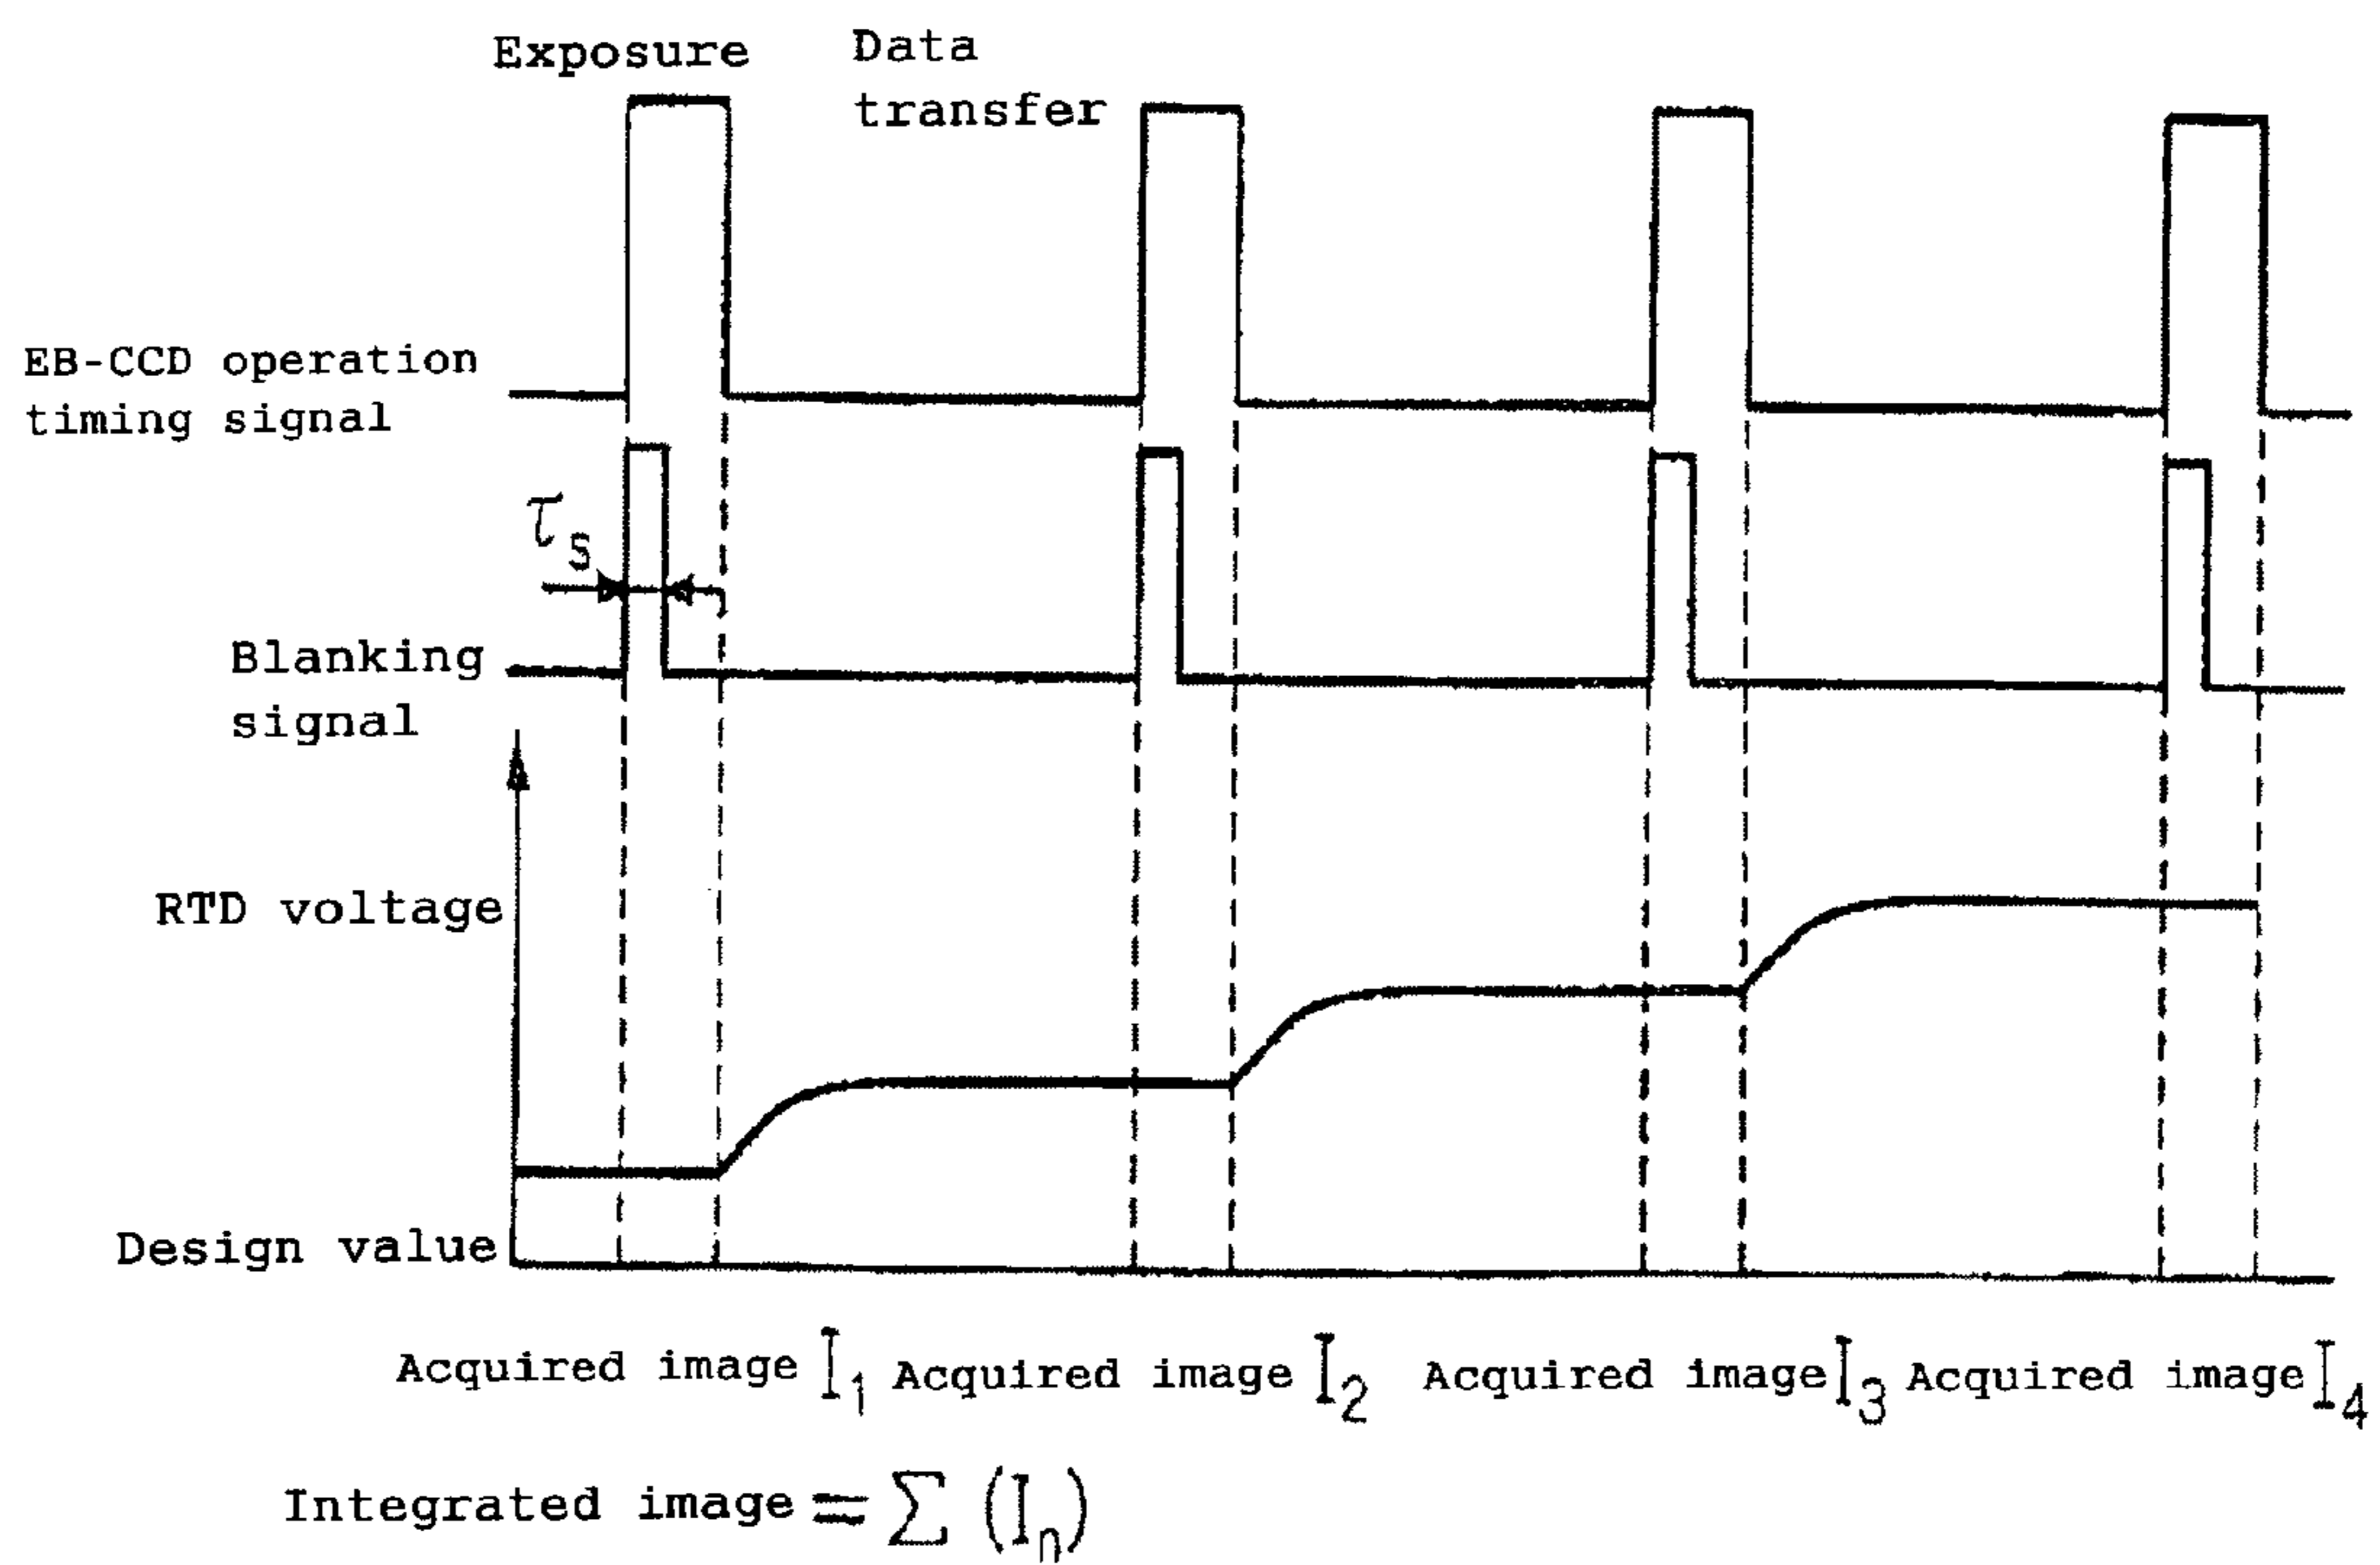 Exposure
Data
transfer
EB-CCD operation
timing signal
τs
Blanking
signal
RTD voltage
Design value
Acquired image I1 Acquired image I2 Acquired image I3 Acquired image I4
Integrated image = Σ (In)